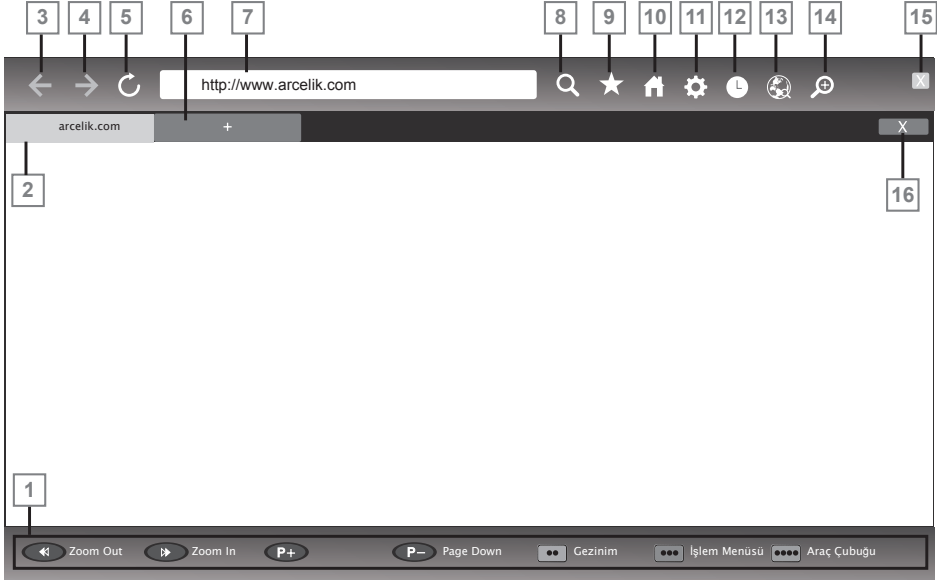 3 4 5 6 7 8 9 10 11 12 13 14 15
http://www.arcelik.com X
arcelik.com + X
2 16
1
Zoom Out Zoom In P+ P− Page Down Gezinim İşlem Menüsü Araç Çubuğu